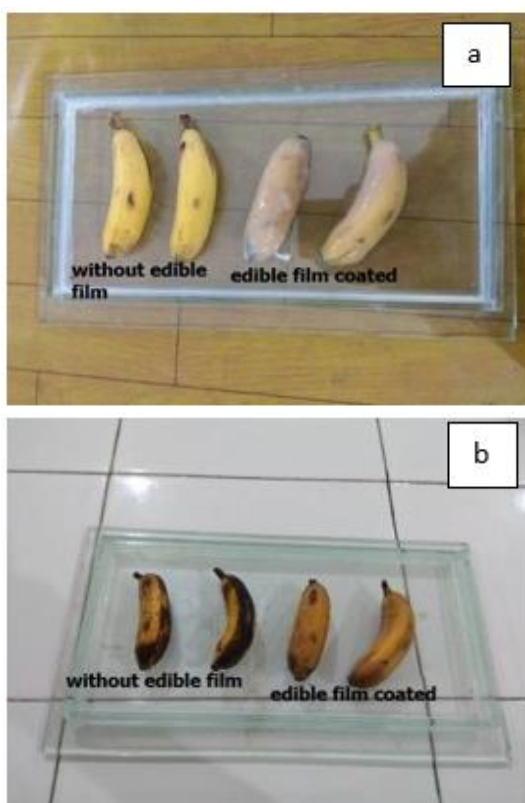 a
without edible
film
edible film coated
b
without edible film
edible film coated